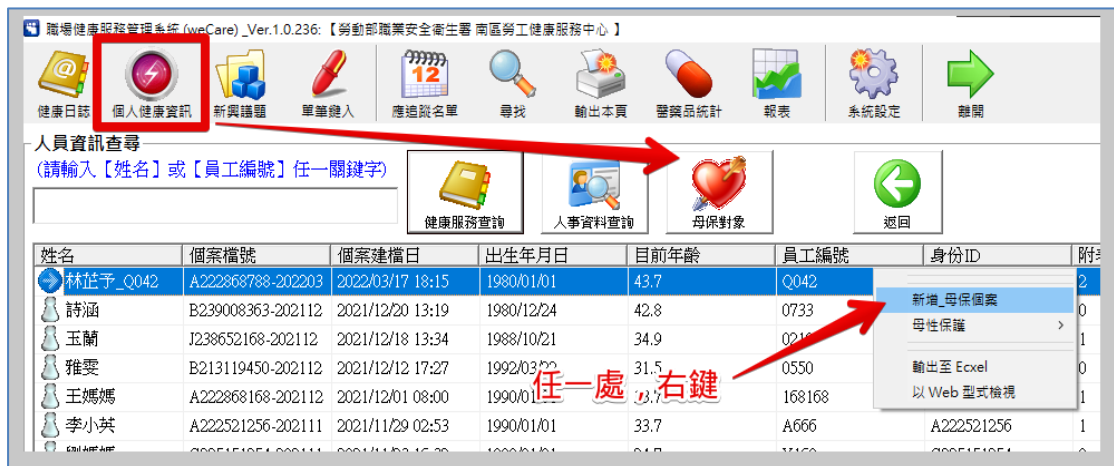 職場健康服務管理系統 (weCare) _Ver.1.0.236:【勞動部職業安全衛生署 南區勞工健康服務中心 】
健康日誌 個人健康資訊 新興議題 單筆鍵入 應追蹤名單 尋找 輸出本頁 醫藥品統計 報表 系統設定 離開
12
人員資訊查尋
(請輸入【姓名】或【員工編號】任一關鍵字)
健康服務查詢 人事資料查詢 母保對象 返回
姓名 個案檔號 個案建檔日 出生年月日 目前年齡 員工編號 身份ID
林芷予_Q042 A222868788-202203 2022/03/17 18:15 1980/01/01 43.7 Q042 2
詩涵 B239008363-202112 2021/12/20 13:19 1980/12/24 42.8 0733 0
玉蘭 J238652168-202112 2021/12/18 13:34 1988/10/21 34.9 1
雅雯 B213119450-202112 2021/12/12 17:27 31.5 0550 0
王媽媽 A222868168-202112 2021/12/01 08:00 168168 1
李小英 A222521256-202111 2021/11/29 02:53 1990/01/01 33.7 A666 A222521256 1
新增_母保個案
母性保護
輸出至 Ecxel
以 Web 型式檢視
任一處，右鍵